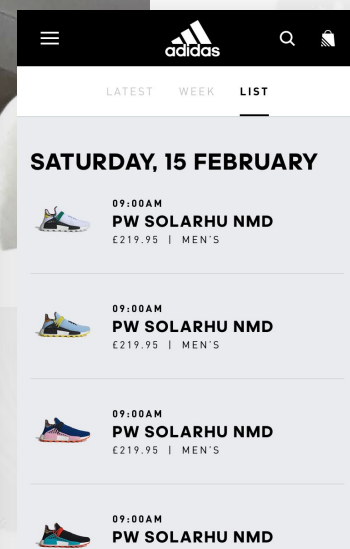 adidas
LATEST WEEK LIST
SATURDAY, 15 FEBRUARY
09:00AM
PW SOLARHU NMD
£219.95 | MEN'S
09:00AM
PW SOLARHU NMD
£219.95 | MEN'S
09:00AM
PW SOLARHU NMD
£219.95 | MEN'S
09:00AM
PW SOLARHU NMD